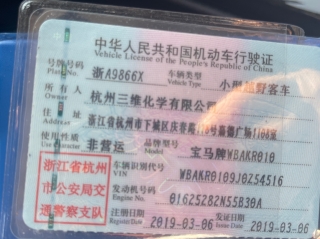 中华人民共和国机动车行驶证
Vehicle License of the People's Republic of China
号牌号码 浙A9866X 车辆类型 小型越野客车
Plate No. Vehicle Type
所有人 杭州三维化学有限公司
Owner
住址 浙江省杭州市下城区庆春路
Address
使用性质 非营运 品牌型号 宝马牌WBAKR010
Use Character Model
浙江省杭州市公安局交通警察支队
车辆识别代号 WBAKR0109J0Z54516
VIN
发动机号码 01625282N55B30A
Engine No.
注册日期 2019-03-06 发证日期 2019-03-06
Register Date Issue Date